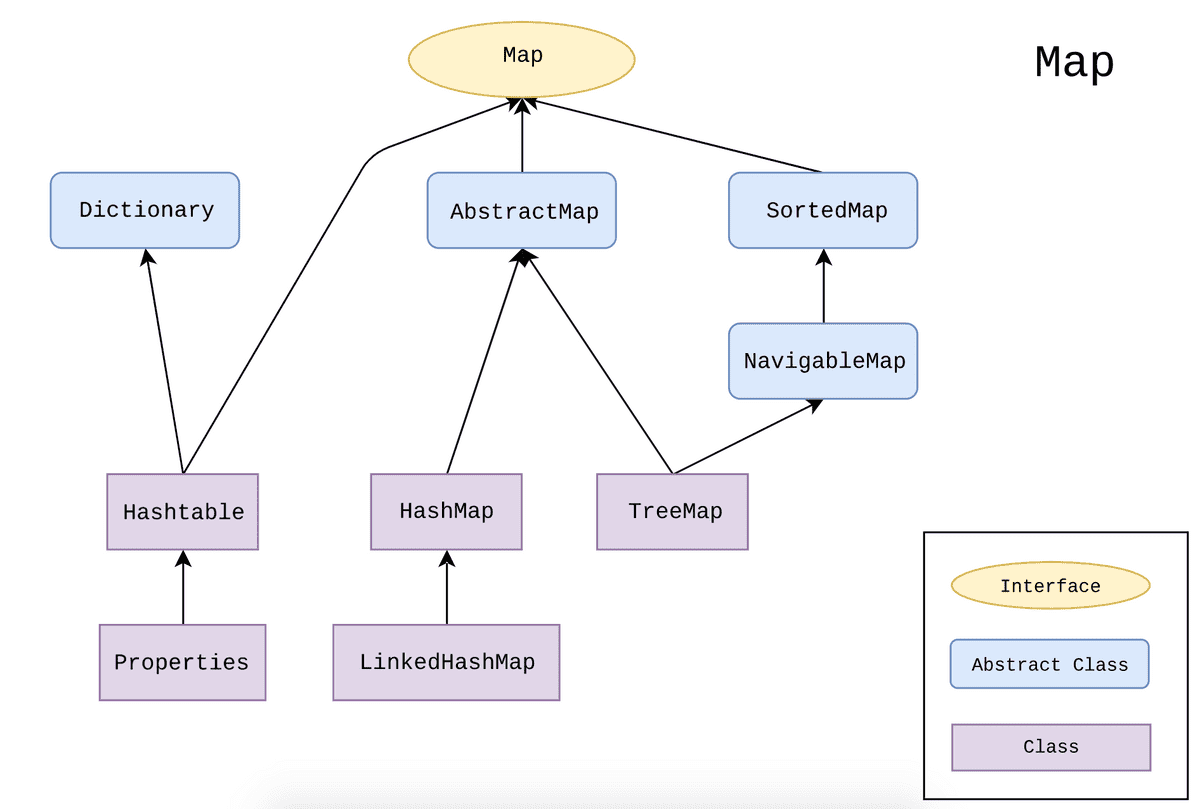 Map
Map
Dictionary
AbstractMap
SortedMap
NavigableMap
Hashtable
HashMap
TreeMap
Properties
LinkedHashMap
Interface
Abstract Class
Class